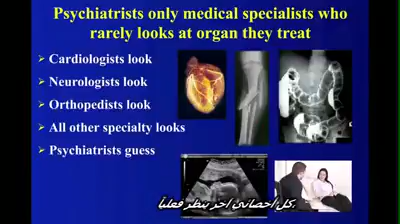 Psychiatrists only medical specialists who
rarely looks at organ they treat
Cardiologists look
Neurologists look
Orthopedists look
All other specialty looks
Psychiatrists guess
كل اخصائي اخر ينظر فعليا.